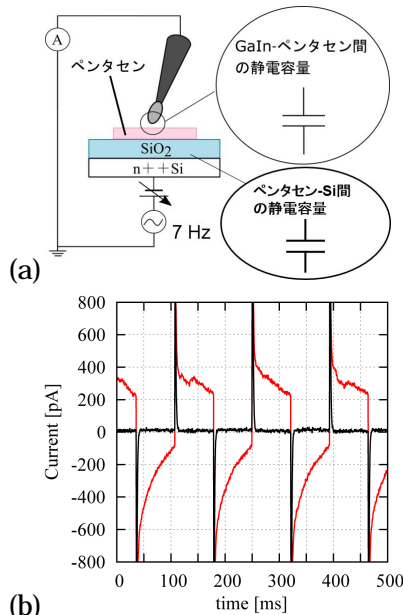 A
GaIn-ペンタセン間
の静電容量
ペンタセン
SiO2
n++Si
ペンタセン-Si間
の静電容量
7 Hz
(a)
800
600
400
200
0
-200
-400
-600
-800
Current [pA]
0 100 200 300 400 500
time [ms]
(b)